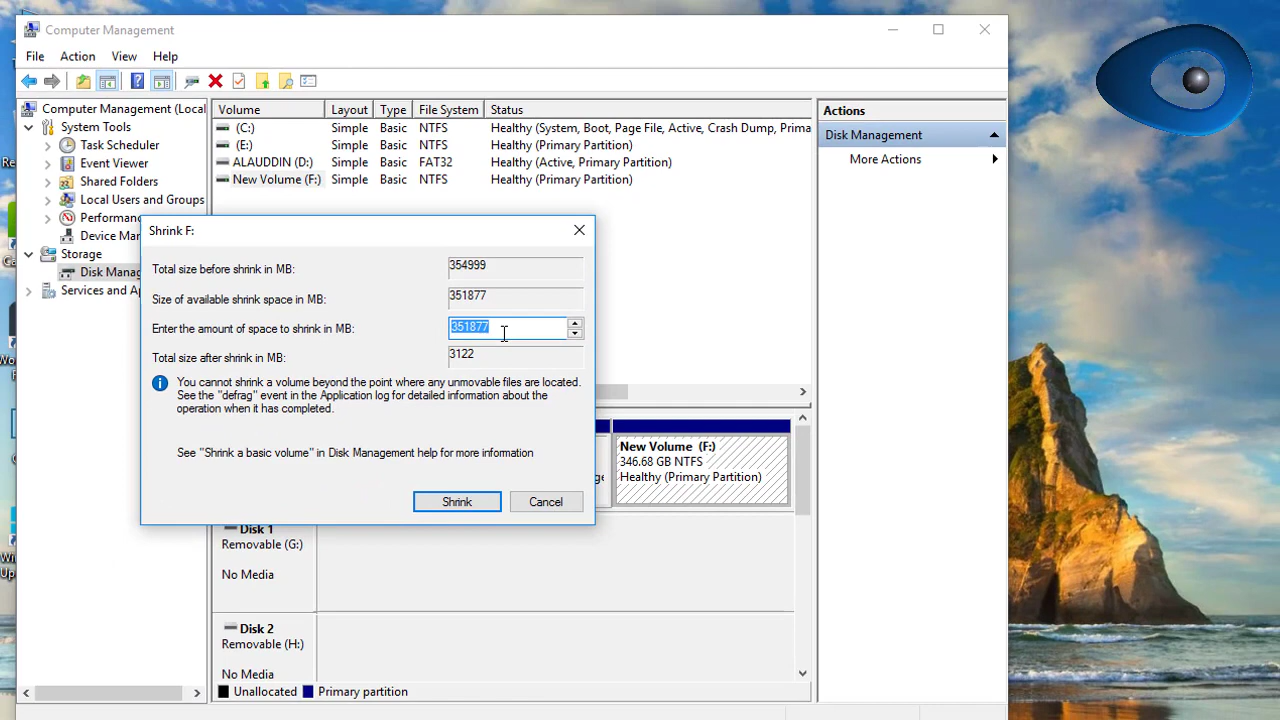 Computer Management
File Action View Help
Computer Management (Local
System Tools
Task Scheduler
Event Viewer
Shared Folders
Local Users and Groups
Performan
Device Mar
Storage
Disk Manag
Services and Ap
Volume Layout Type File System Status
(C:) Simple Basic NTFS Healthy (System, Boot, Page File, Active, Crash Dump, Prima
(E:) Simple Basic NTFS Healthy (Primary Partition)
ALAUDDIN (D:) Simple Basic FAT32 Healthy (Active, Primary Partition)
New Volume (F:) Simple Basic NTFS Healthy (Primary Partition)
Actions
Disk Management
More Actions
Shrink F:
Total size before shrink in MB: 354999
Size of available shrink space in MB: 351877
Enter the amount of space to shrink in MB: 351877
Total size after shrink in MB: 3122
You cannot shrink a volume beyond the point where any unmovable files are located.
See the "defrag" event in the Application log for detailed information about the
operation when it has completed.
See "Shrink a basic volume" in Disk Management help for more information
Shrink Cancel
New Volume (F:)
346.68 GB NTFS
Healthy (Primary Partition)
Disk 1
Removable (G:)
No Media
Disk 2
Removable (H:)
No Media
Unallocated Primary partition